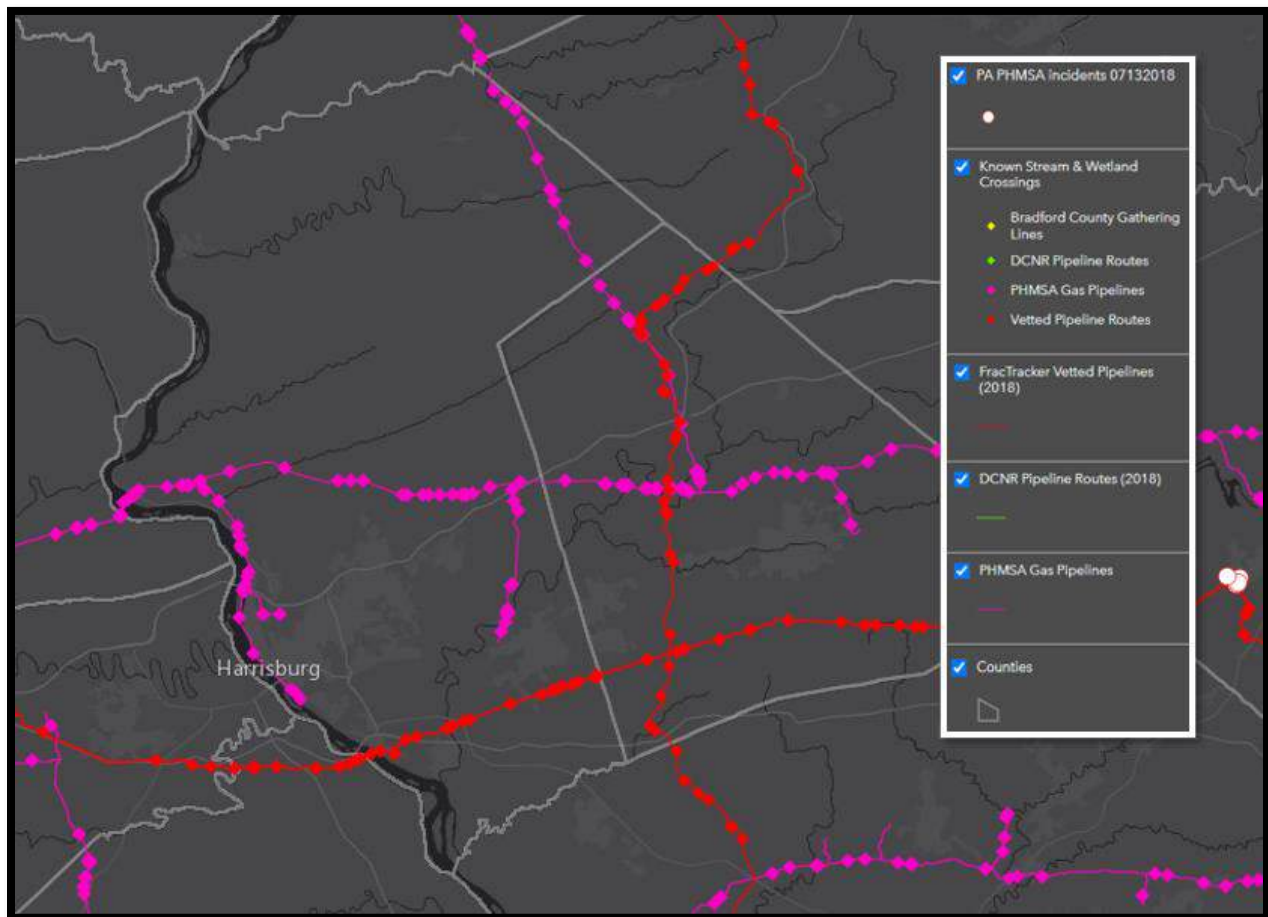 PA PHMSA incidents 07132018
Known Stream & Wetland
Crossings
Bradford County Gathering
Lines
DCNR Pipeline Routes
PHMSA Gas Pipelines
Vetted Pipeline Routes
FracTracker Vetted Pipelines
(2018)
DCNR Pipeline Routes (2018)
PHMSA Gas Pipelines
Counties
Harrisburg